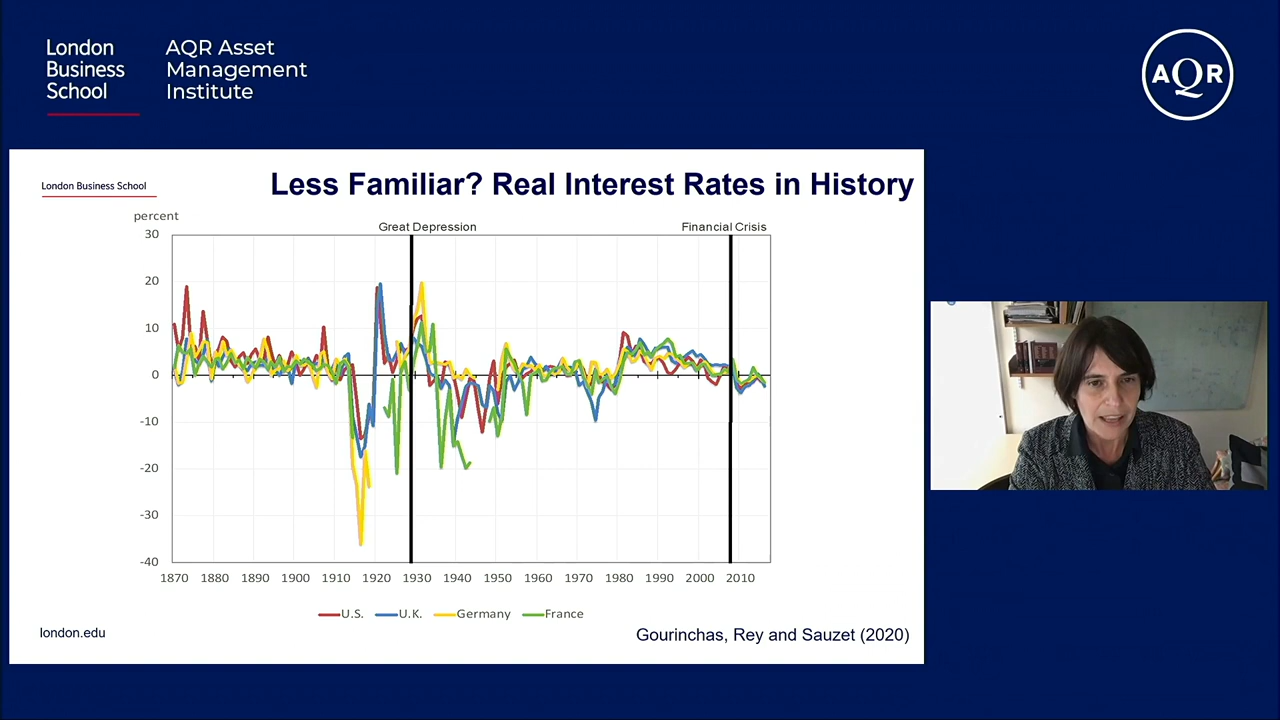 London
Business
School
AQR Asset
Management
Institute
AQR
London Business School
Less Familiar? Real Interest Rates in History
percent
Great Depression
Financial Crisis
30
20
10
0
-10
-20
-30
-40
1870 1880 1890 1900 1910 1920 1930 1940 1950 1960 1970 1980 1990 2000 2010
U.S. U.K. Germany France
london.edu
Gourinchas, Rey and Sauzet (2020)